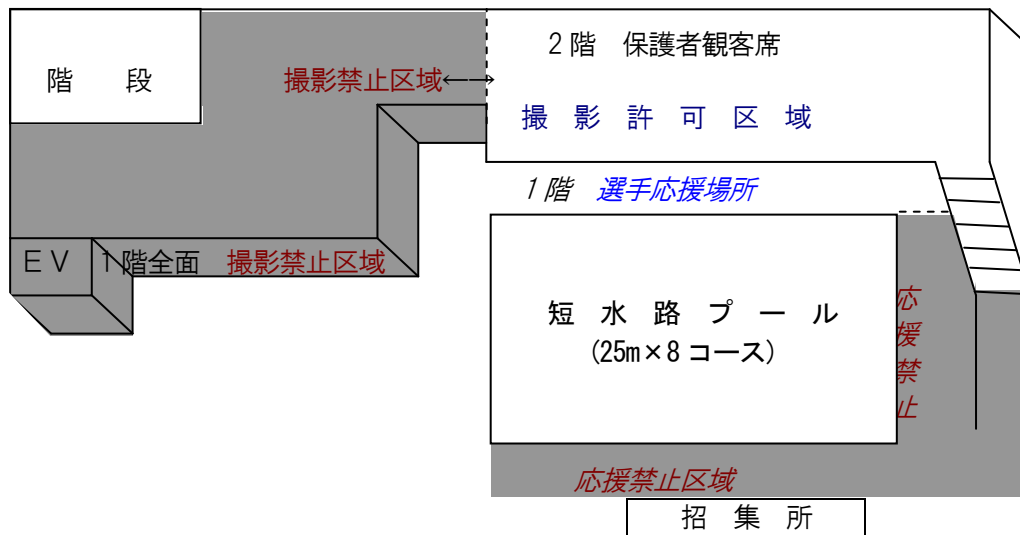 2階 保護者観客席
階 段
撮影禁止区域←→
撮 影 許 可 区 域
1階 選手応援場所
EV
1階全面 撮影禁止区域
短 水 路 プ ー ル
(25m×8コース)
応援禁止
応援禁止区域
招 集 所